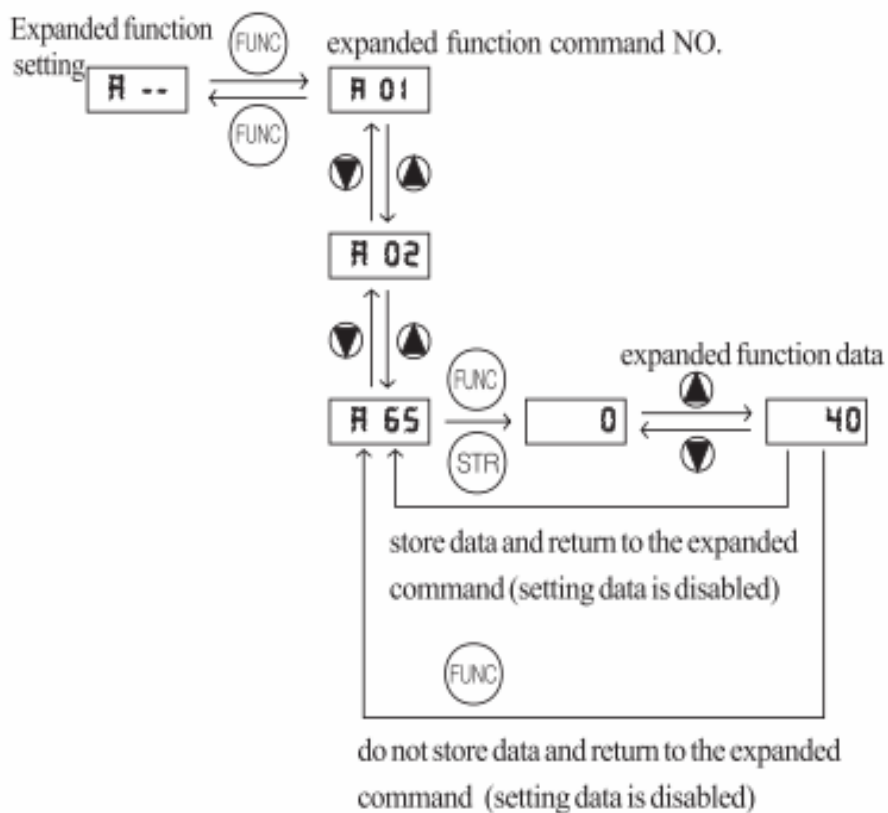 Expanded function
setting
FUNC
expanded function command NO.
A --
A 01
FUNC
A 02
expanded function data
FUNC
A 65
0
40
STR
store data and return to the expanded
command (setting data is disabled)
FUNC
do not store data and return to the expanded
command (setting data is disabled)